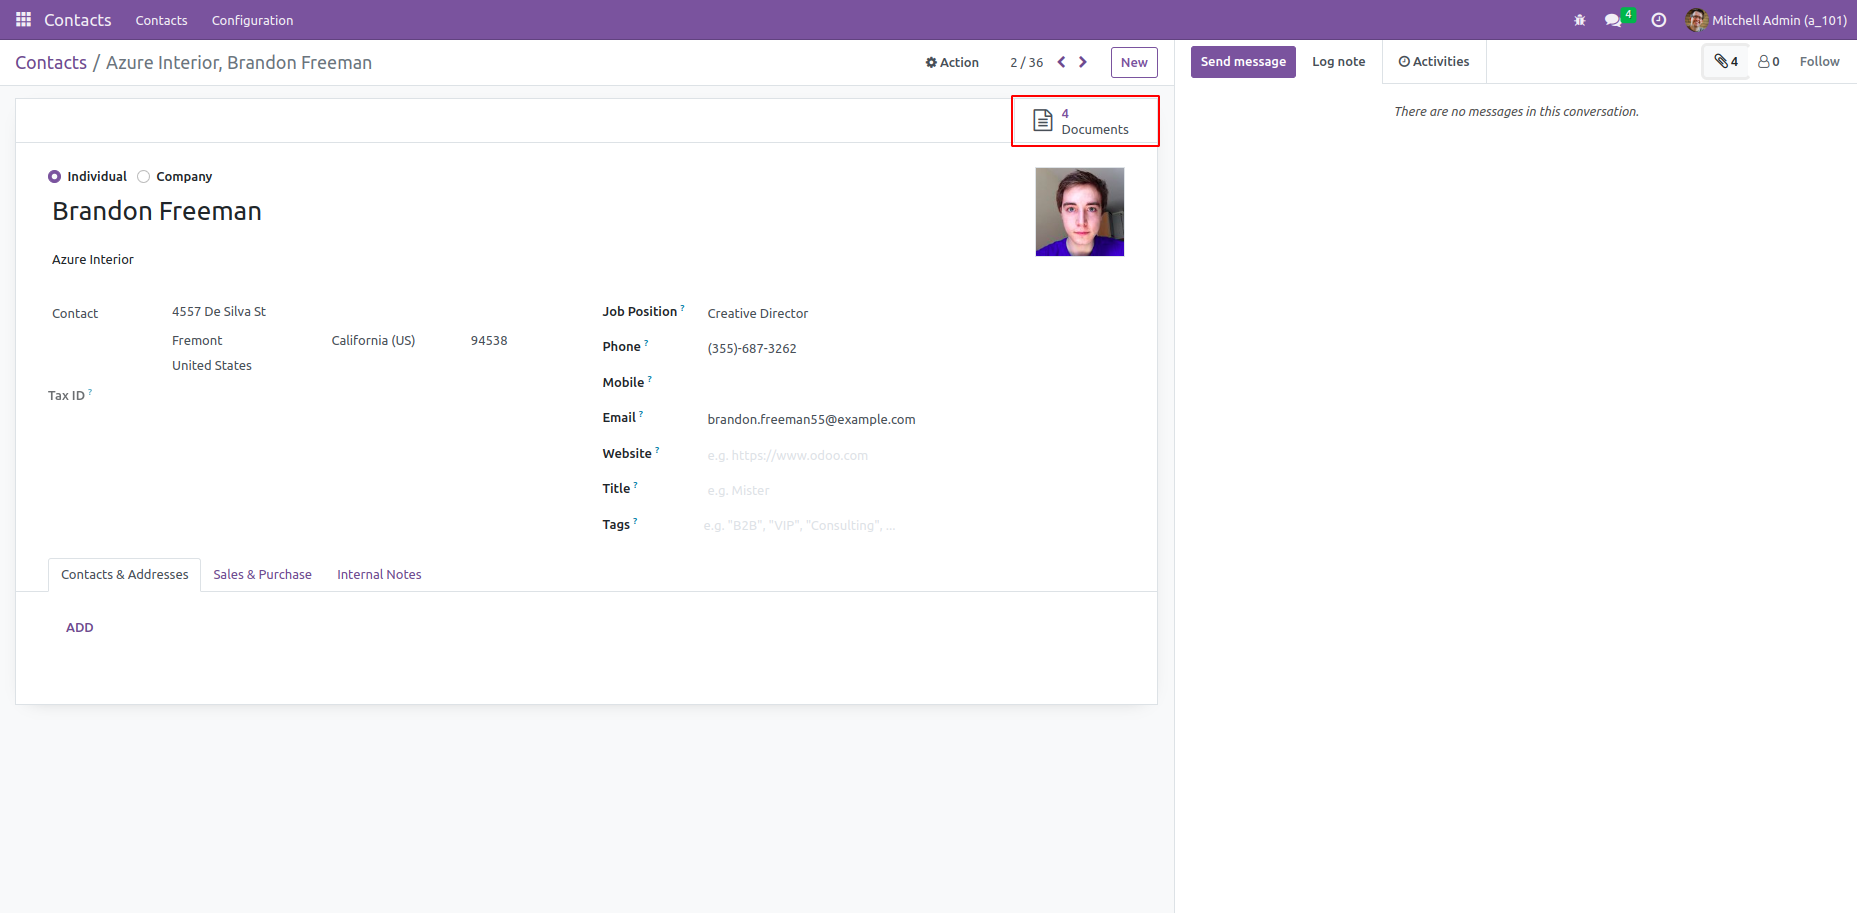 Contacts Contacts Configuration 4 Mitchell Admin (a_101)
Contacts / Azure Interior, Brandon Freeman Action 2 / 36 New Send message Log note Activities 4 0 Follow
There are no messages in this conversation.
4
Documents
Individual Company
Brandon Freeman
Azure Interior
Contact 4557 De Silva St Job Position ? Creative Director
Fremont California (US) 94538 Phone ? (355)-687-3262
United States
Mobile ?
Tax ID ?
Email ? brandon.freeman55@example.com
Website ? e.g. https://www.odoo.com
Title ? e.g. Mister
Tags ? e.g. "B2B", "VIP", "Consulting", ...
Contacts & Addresses Sales & Purchase Internal Notes
ADD